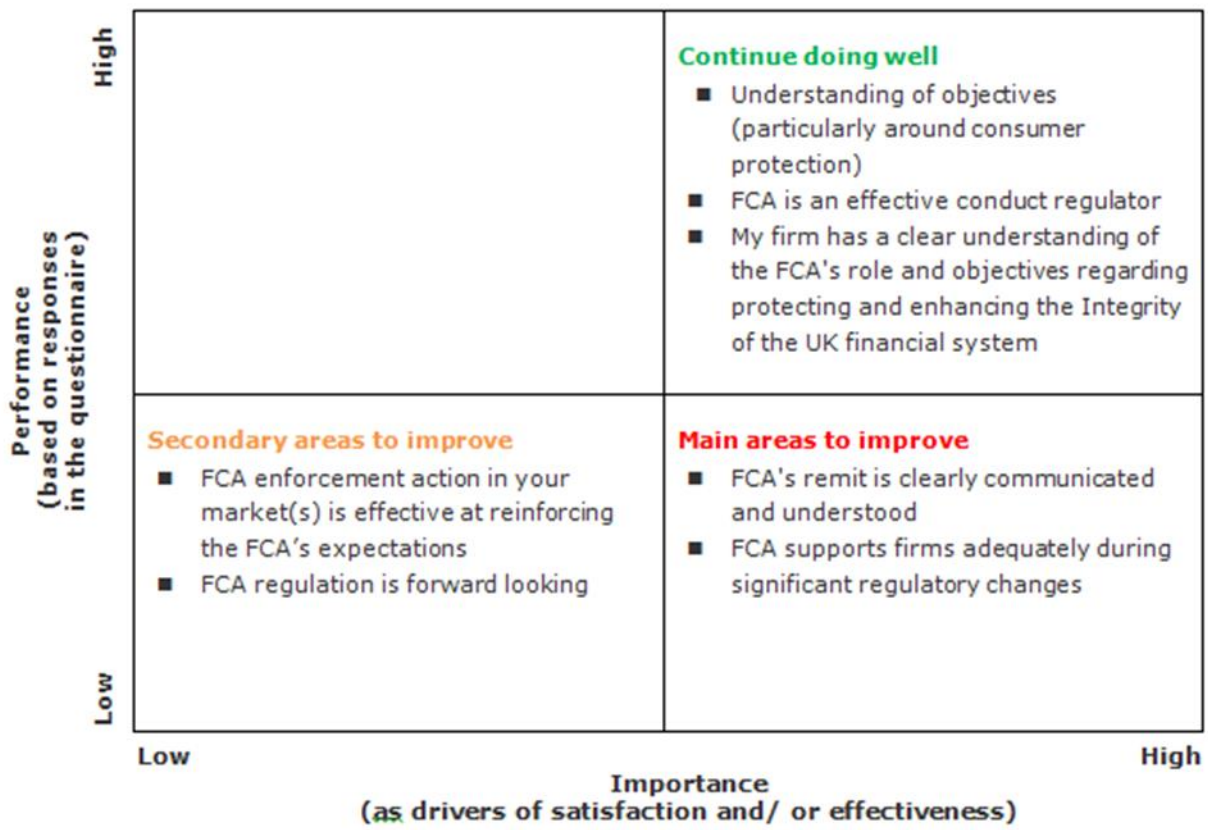 High
Continue doing well
■ Understanding of objectives
(particularly around consumer
protection)
■ FCA is an effective conduct regulator
■ My firm has a clear understanding of
the FCA's role and objectives regarding
protecting and enhancing the Integrity
of the UK financial system
Performance
(based on responses
in the questionnaire)
Secondary areas to improve
■ FCA enforcement action in your
market(s) is effective at reinforcing
the FCA’s expectations
■ FCA regulation is forward looking
Main areas to improve
■ FCA's remit is clearly communicated
and understood
■ FCA supports firms adequately during
significant regulatory changes
Low
Low
High
Importance
(as drivers of satisfaction and/ or effectiveness)